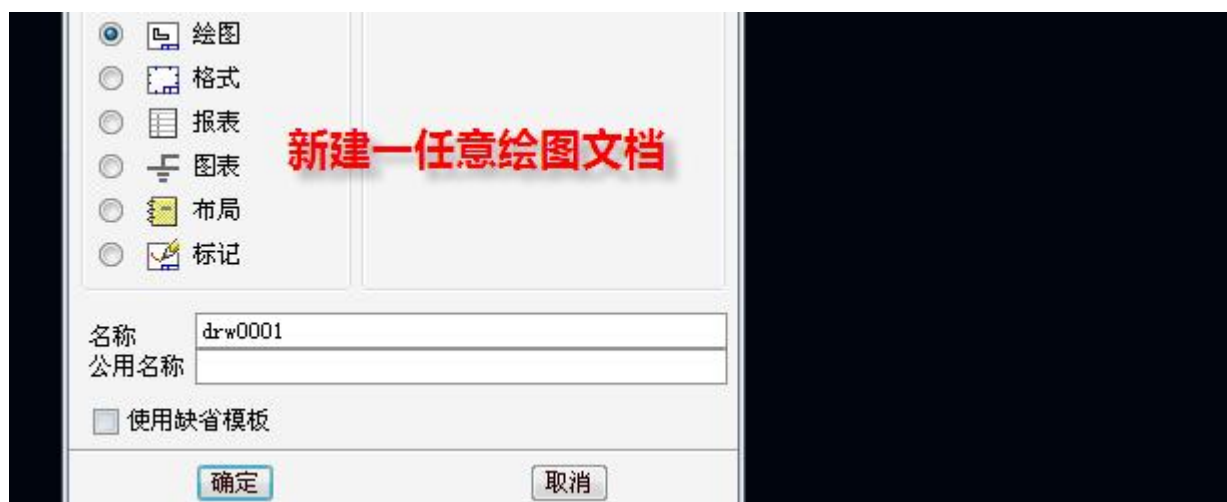 绘图
格式
报表
新建一任意绘图文档
图表
布局
标记
名称 drw0001
公用名称
使用缺省模板
确定 取消